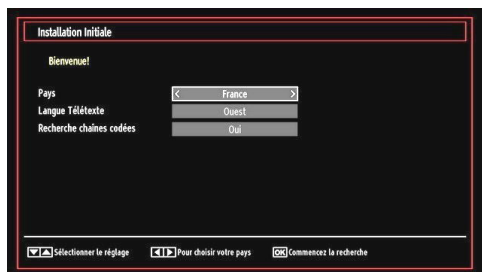 Installation Initiale
Bienvenue!
Pays < France >
Langue Télétexte Ouest
Recherche chaines codées Oui
Sélectionner le réglage Pour choisir votre pays OK Commencez la recherche